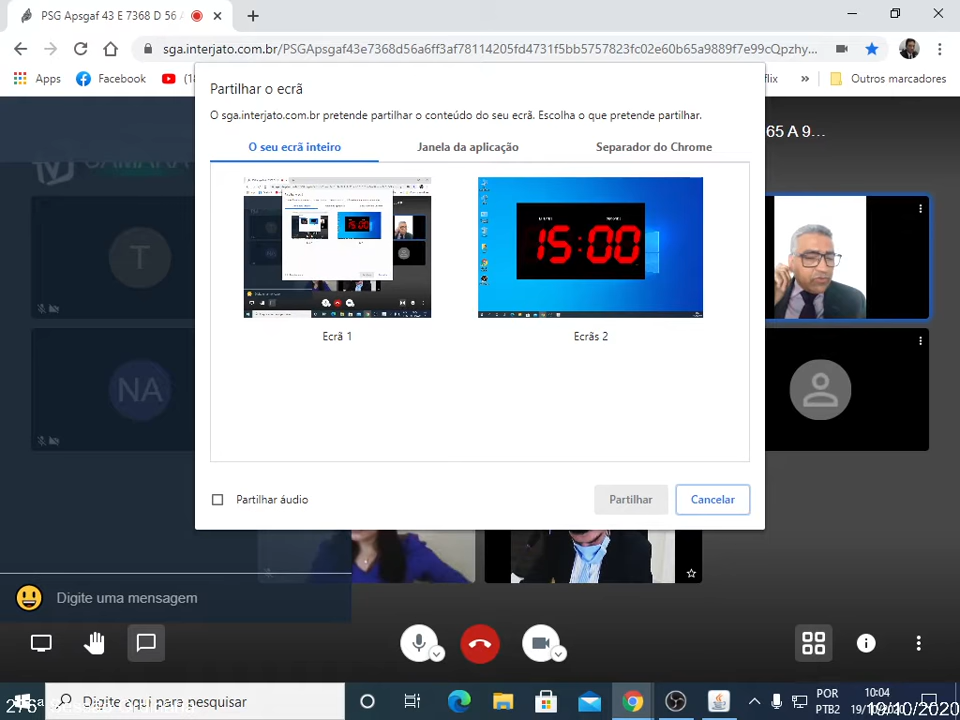 PSG Apsgaf 43 E 7368 D 56
sga.interjato.com.br/PSGApsgaf43e7368d56a6ff3af78114205fd4731f5bb5757823fc02e60b65a9889f7e99cQpzhy...
Apps
Facebook
flix
»
Outros marcadores
65 A 9...
Partilhar o ecrã
O sga.interjato.com.br pretende partilhar o conteúdo do seu ecrã. Escolha o que pretende partilhar.
O seu ecrã inteiro
Janela da aplicação
Separador do Chrome
15:00
Ecrã 1
Ecrãs 2
T
NA
Partilhar áudio
Partilhar
Cancelar
Digite uma mensagem
Digite aqui para pesquisar
POR
PTB2
10:04
19/10/2020